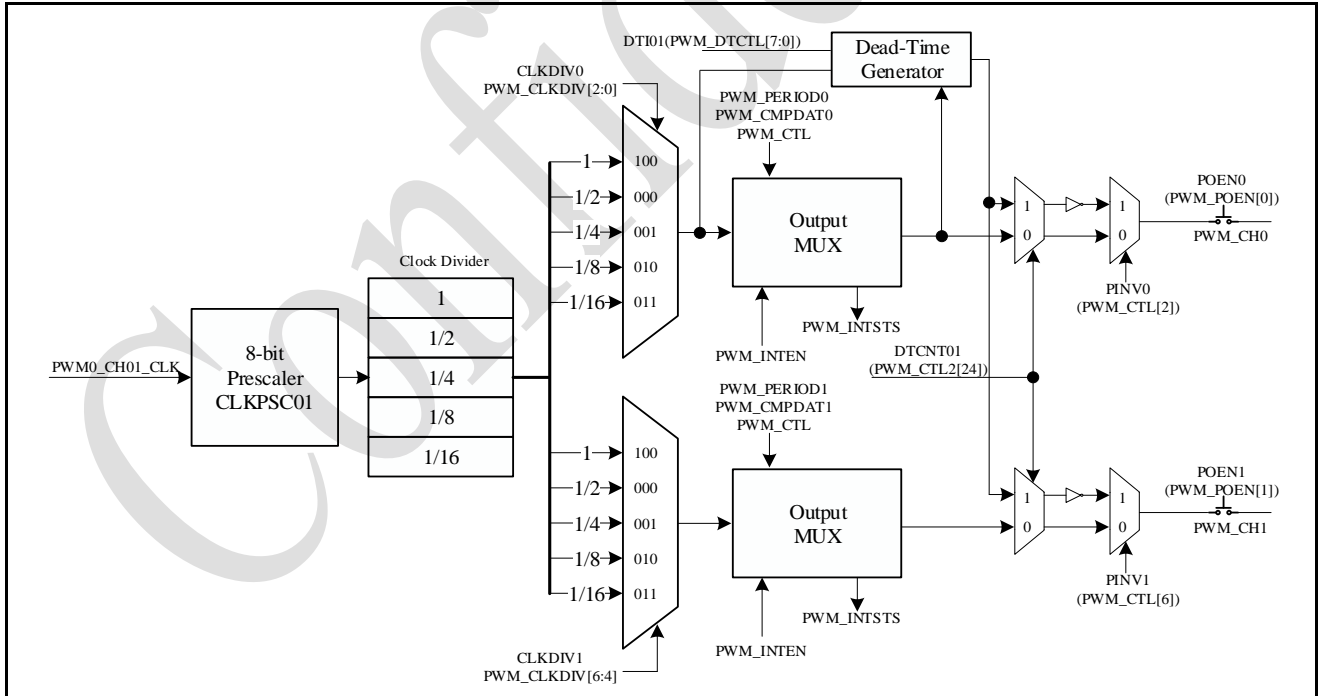 Confide
DTI01(PWM_DTCTL[7:0])
Dead-Time
Generator
CLKDIV0
PWM_CLKDIV[2:0]
PWM_PERIOD0
PWM_CMPDAT0
PWM_CTL
1
100
1/2
000
1/4
001
1/8
010
1/16
011
Output
MUX
PWM_INTEN
PWM_INTSTS
1
0
1
0
POEN0
(PWM_POEN[0])
PWM_CH0
PINV0
(PWM_CTL[2])
Clock Divider
1
1/2
1/4
1/8
1/16
PWM0_CH01_CLK
8-bit
Prescaler
CLKPSC01
DTCNT01
(PWM_CTL2[24])
PWM_PERIOD1
PWM_CMPDAT1
PWM_CTL
1
100
1/2
000
1/4
001
1/8
010
1/16
011
Output
MUX
PWM_INTEN
PWM_INTSTS
1
0
1
0
POEN1
(PWM_POEN[1])
PWM_CH1
PINV1
(PWM_CTL[6])
CLKDIV1
PWM_CLKDIV[6:4]